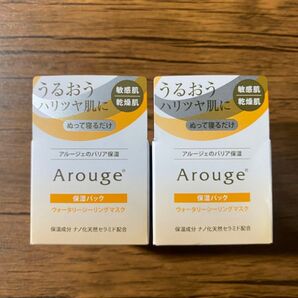 うるおう
ハリツヤ肌に
敏感肌
乾燥肌
ぬって寝るだけ
アルージェのバリア保湿
Arouge®
保湿パック
ウォータリーシーリングマスク
保湿成分 ナノ化天然セラミド配合
うるおう
ハリツヤ肌に
敏感肌
乾燥肌
ぬって寝るだけ
アルージェのバリア保湿
Arouge®
保湿パック
ウォータリーシーリングマスク
保湿成分 ナノ化天然セラミド配合